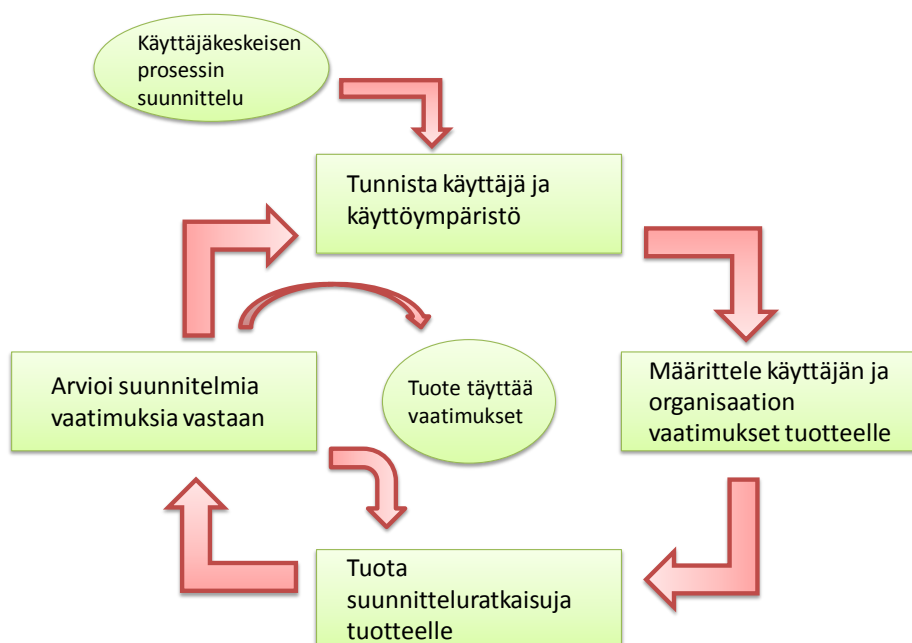 Käyttäjäkeskeisen
prosessin
suunnittelu
Tunnista käyttäjä ja
käyttöympäristö
Arvioi suunnitelmia
vaatimuksia vastaan
Tuote täyttää
vaatimukset
Määrittele käyttäjän ja
organisaation
vaatimukset tuotteelle
Tuota
suunnitteluratkaisuja
tuotteelle